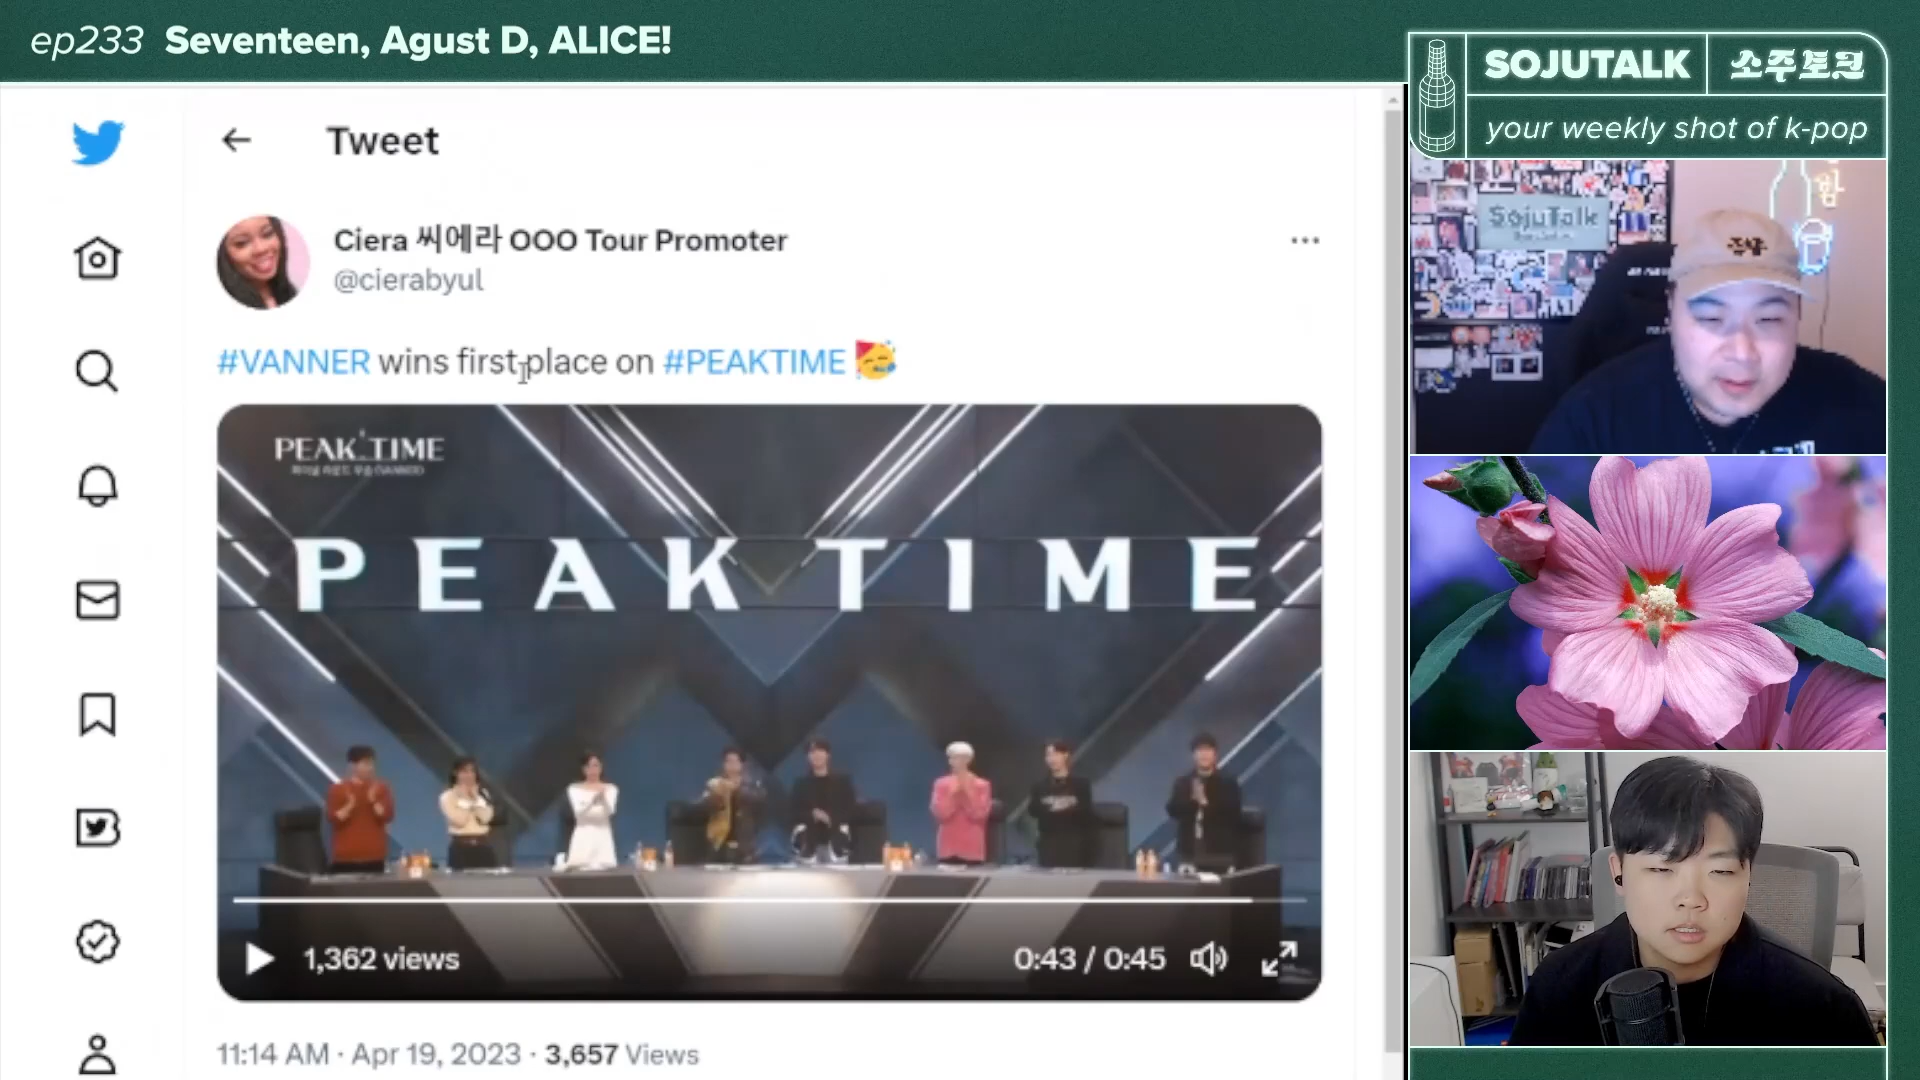 ep233 Seventeen, Agust D, ALICE!
SOJUTALK 소주토크
your weekly shot of k-pop
Tweet
Ciera 씨에라 OOO Tour Promoter
@cierabyul
#VANNER wins first place on #PEAKTIME
PEAK TIME
PEAK TIME
1,362 views
0:43 / 0:45
11:14 AM · Apr 19, 2023 · 3,657 Views
SojuTalk